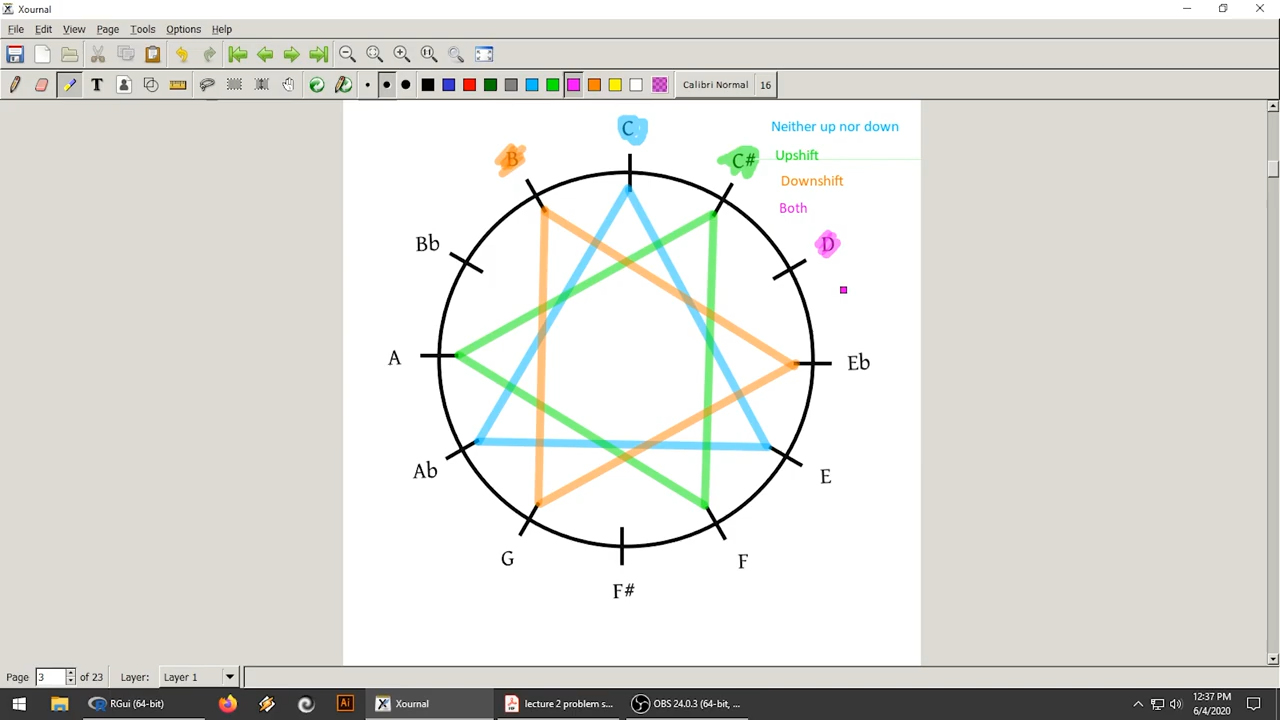 Xournal
File Edit View Page Tools Options Help
Calibri Normal 16
C
Neither up nor down
B
C#
Upshift
Downshift
Both
Bb
D
A
Eb
Ab
E
G
F
F#
Page 3 of 23 Layer: Layer 1
RGui (64-bit)
Xournal
lecture 2 problem s...
OBS 24.0.3 (64-bit, ...
12:37 PM
6/4/2020